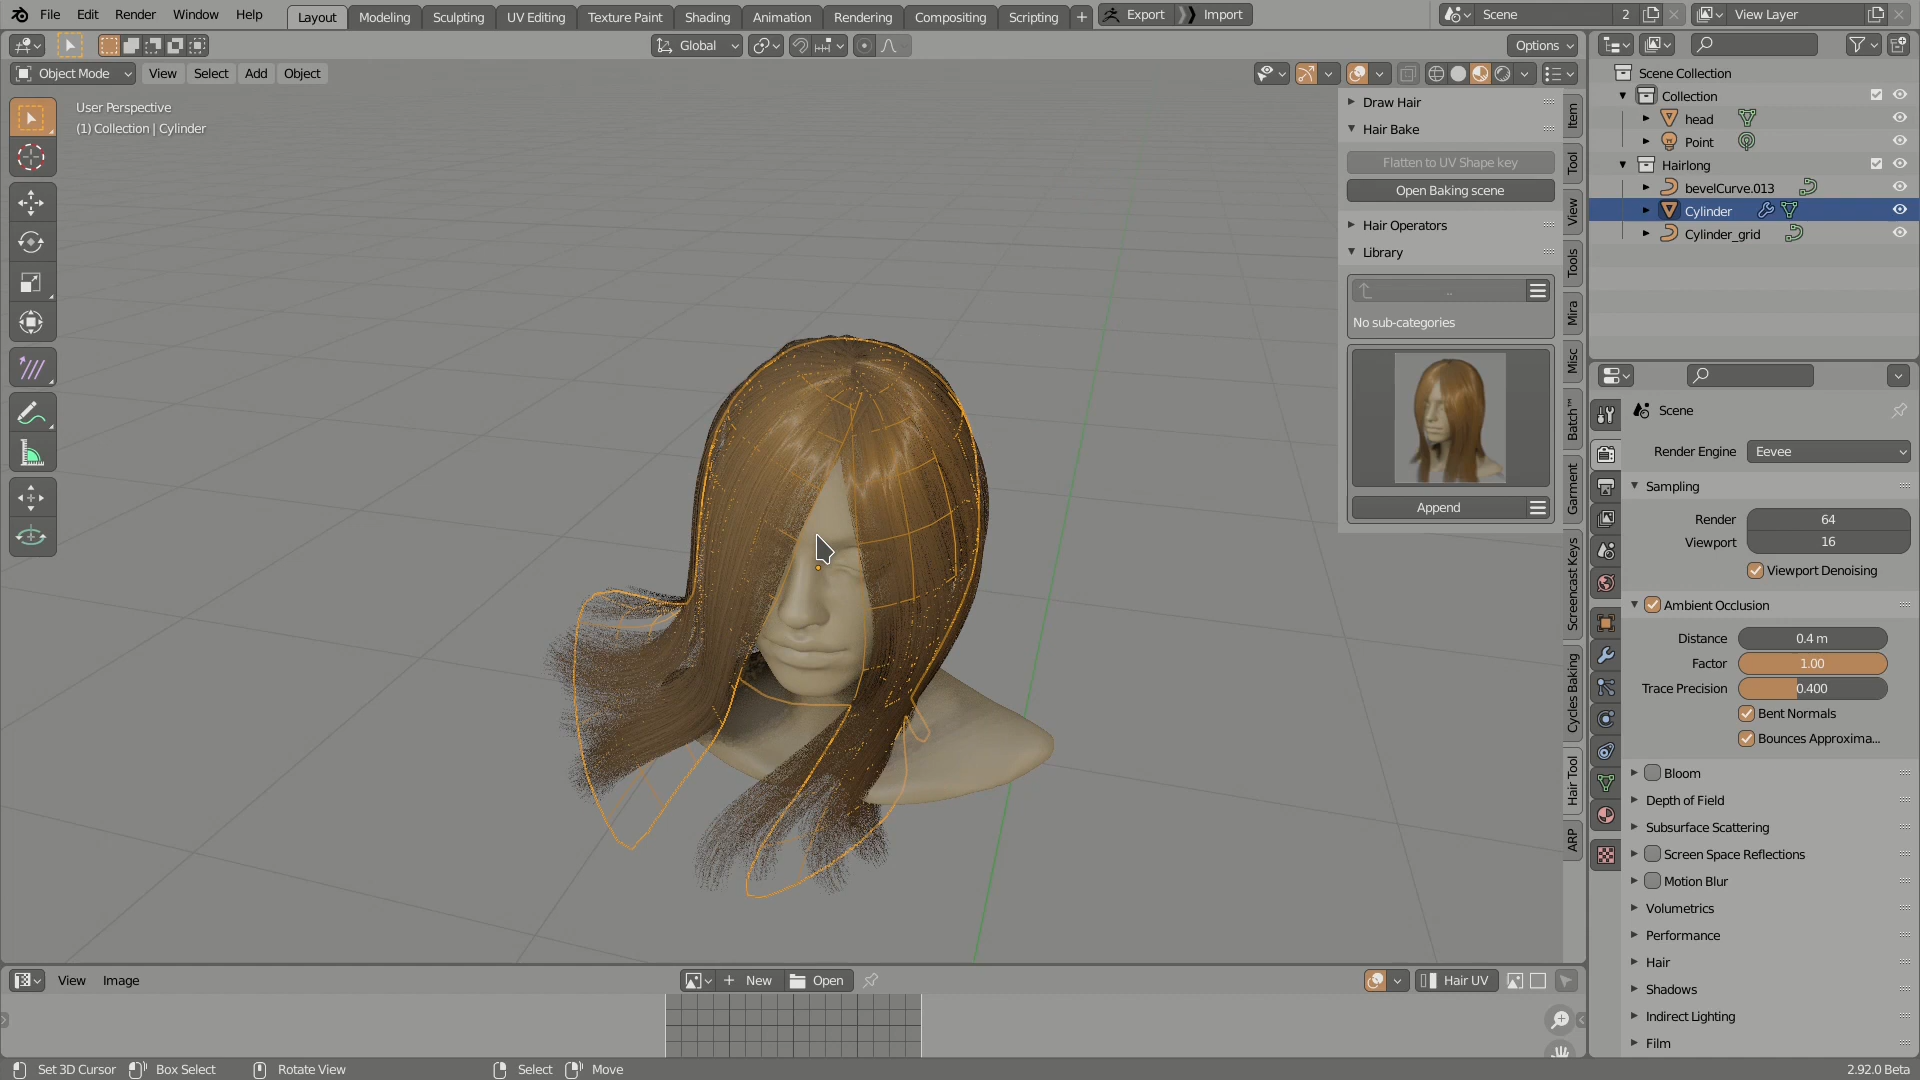 File Edit Render Window Help Layout Modeling Sculpting UV Editing Texture Paint Shading Animation Rendering Compositing Scripting + Export Import Scene 2 View Layer
Global Options
Object Mode View Select Add Object
User Perspective
(1) Collection | Cylinder
Draw Hair
Hair Bake
Flatten to UV Shape key
Open Baking scene
Hair Operators
Library
..
No sub-categories
Append
Item
Tool
View
Tools
Mira
Misc
Batch™
Garment
Screencast Keys
Cycles Baking
Hair Tool
ARP
Scene Collection
Collection
head
Point
Hairlong
bevelCurve.013
Cylinder
Cylinder_grid
Scene
Render Engine Eevee
Sampling
Render 64
Viewport 16
Viewport Denoising
Ambient Occlusion
Distance 0.4 m
Factor 1.00
Trace Precision 0.400
Bent Normals
Bounces Approxima...
Bloom
Depth of Field
Subsurface Scattering
Screen Space Reflections
Motion Blur
Volumetrics
Performance
Hair
Shadows
Indirect Lighting
Film
View Image + New Open Hair UV
Set 3D Cursor Box Select Rotate View Select Move 2.92.0 Beta